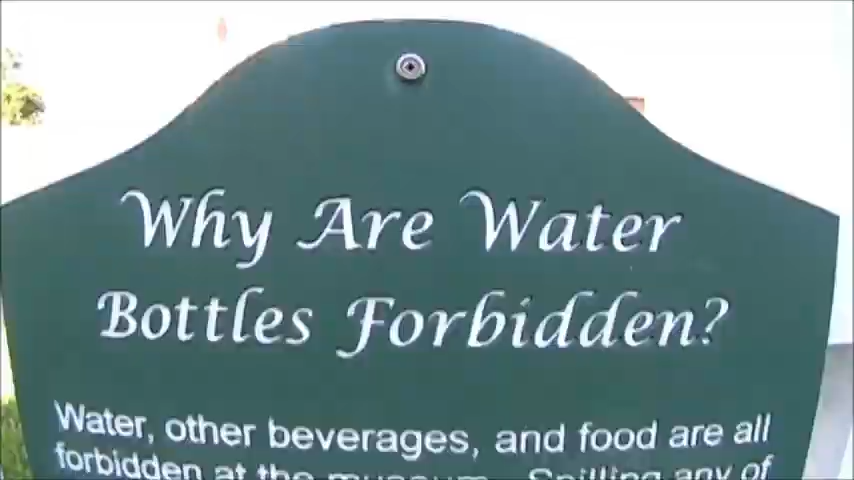 Why Are Water
Bottles Forbidden?
Water, other beverages, and food are all
forbidden at the museum. Spilling any of